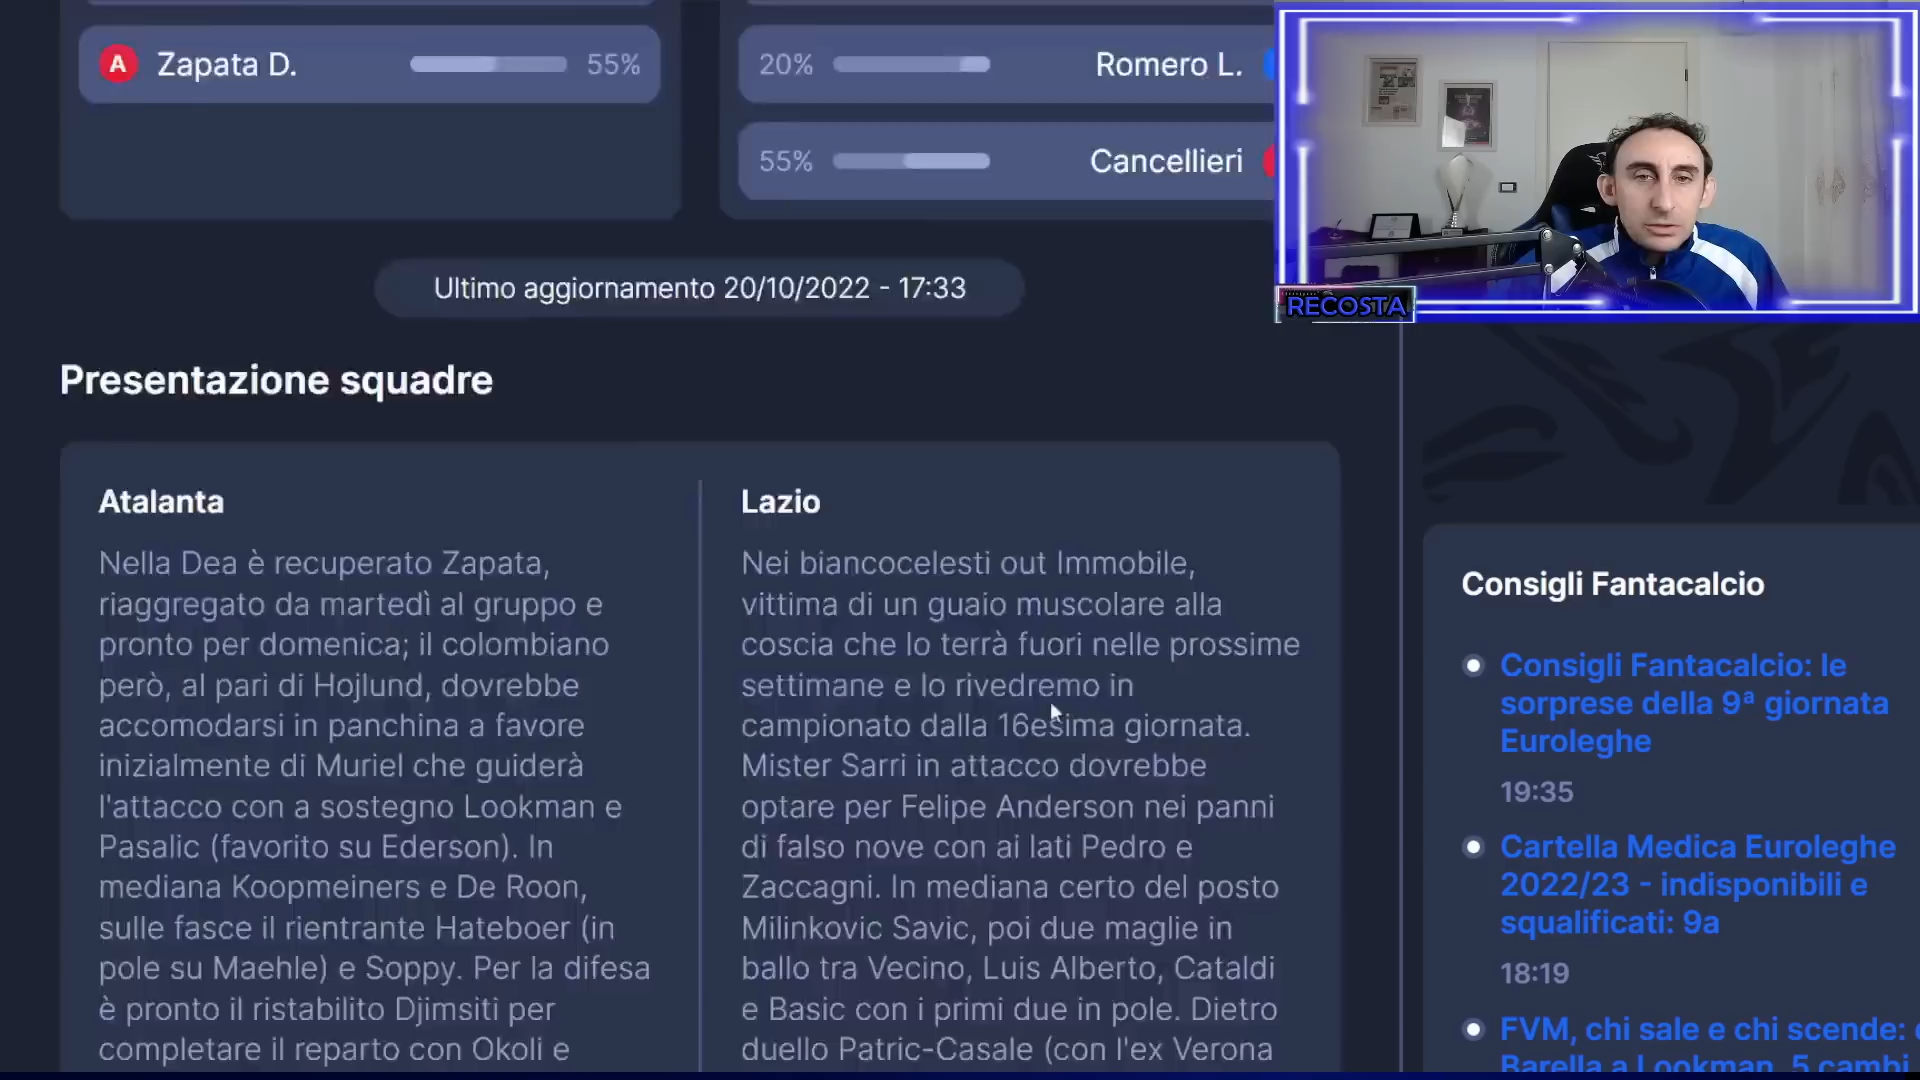 A Zapata D. 55%
20% Romero L.
55% Cancellieri
RECOSTA
Ultimo aggiornamento 20/10/2022 - 17:33
Presentazione squadre
Atalanta
Nella Dea è recuperato Zapata,
riaggregato da martedì al gruppo e
pronto per domenica; il colombiano
però, al pari di Hojlund, dovrebbe
accomodarsi in panchina a favore
inizialmente di Muriel che guiderà
l'attacco con a sostegno Lookman e
Pasalic (favorito su Ederson). In
mediana Koopmeiners e De Roon,
sulle fasce il rientrante Hateboer (in
pole su Maehle) e Soppy. Per la difesa
è pronto il ristabilito Djimsiti per
completare il reparto con Okoli e
Lazio
Nei biancocelesti out Immobile,
vittima di un guaio muscolare alla
coscia che lo terrà fuori nelle prossime
settimane e lo rivedremo in
campionato dalla 16esima giornata.
Mister Sarri in attacco dovrebbe
optare per Felipe Anderson nei panni
di falso nove con ai lati Pedro e
Zaccagni. In mediana certo del posto
Milinkovic Savic, poi due maglie in
ballo tra Vecino, Luis Alberto, Cataldi
e Basic con i primi due in pole. Dietro
duello Patric-Casale (con l'ex Verona
Consigli Fantacalcio
Consigli Fantacalcio: le
sorprese della 9ª giornata
Euroleghe
19:35
Cartella Medica Euroleghe
2022/23 - indisponibili e
squalificati: 9a
18:19
FVM, chi sale e chi scende:
Barella a Lookman, 5 cambi